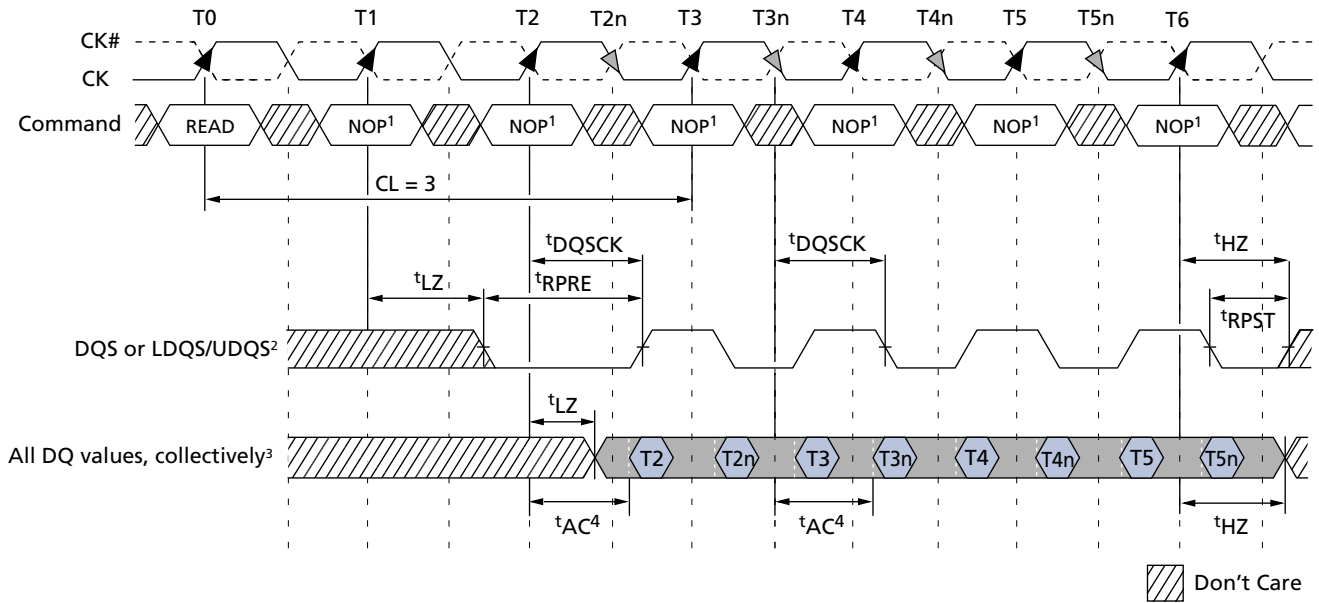 T0 T1 T2 T2n T3 T3n T4 T4n T5 T5n T6
CK#
CK
Command READ NOP¹ NOP¹ NOP¹ NOP¹ NOP¹ NOP¹
CL = 3
tDQSCK tDQSCK tHZ
tLZ tRPRE
tRPST
DQS or LDQS/UDQS²
tLZ
All DQ values, collectively³ T2 T2n T3 T3n T4 T4n T5 T5n
tAC⁴ tAC⁴ tHZ
Don't Care